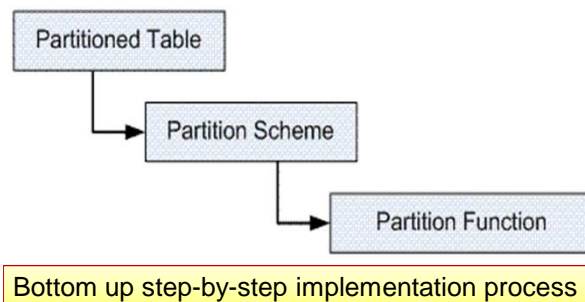 Partitioned Table
Partition Scheme
Partition Function
Bottom up step-by-step implementation process